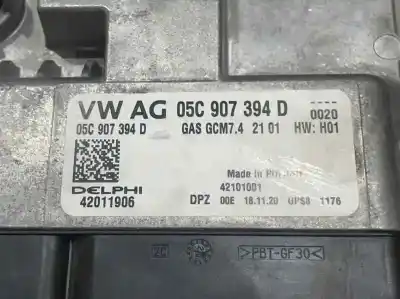 VW AG 05C 907 394 D ----
0020
05C 907 394 D GAS GCM7.4 21 01 HW: H01
Made in
DELPHI 42101001
42011906 DPZ 00E 18.11.20 OPS8 1176
>PBT-GF30<